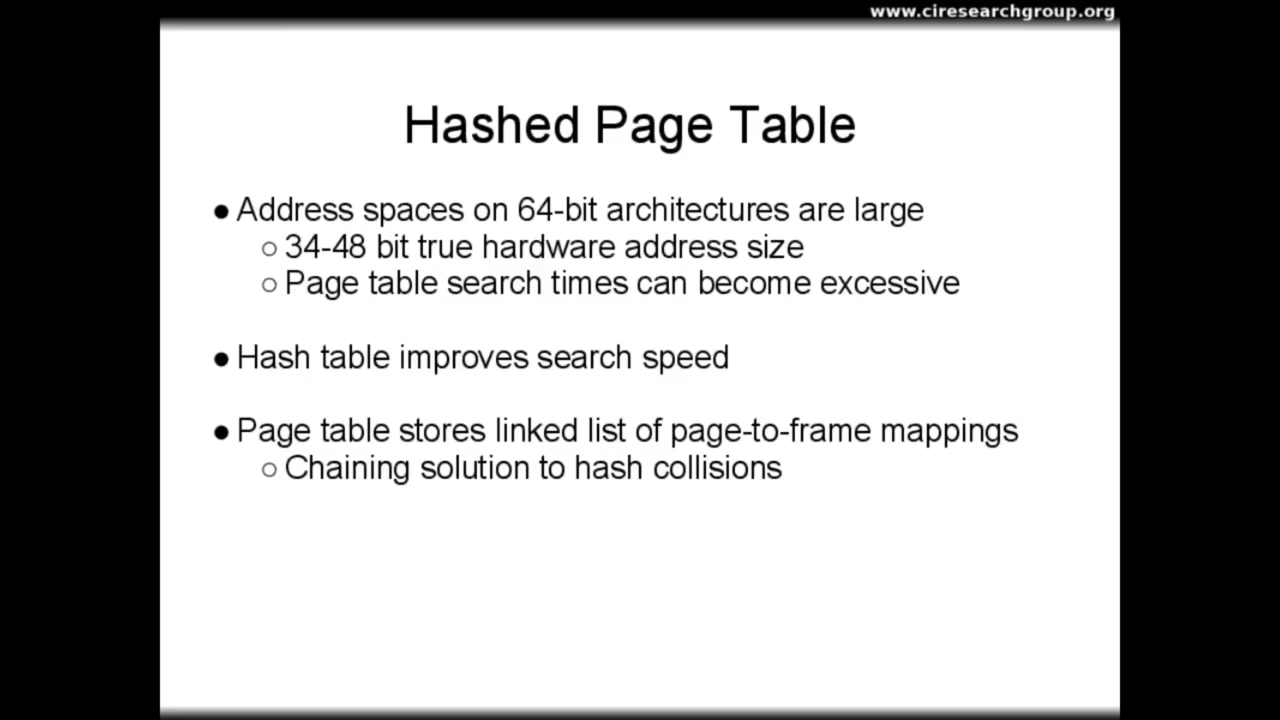 www.ciresearchgroup.org
Hashed Page Table
● Address spaces on 64-bit architectures are large
○ 34-48 bit true hardware address size
○ Page table search times can become excessive
● Hash table improves search speed
● Page table stores linked list of page-to-frame mappings
○ Chaining solution to hash collisions